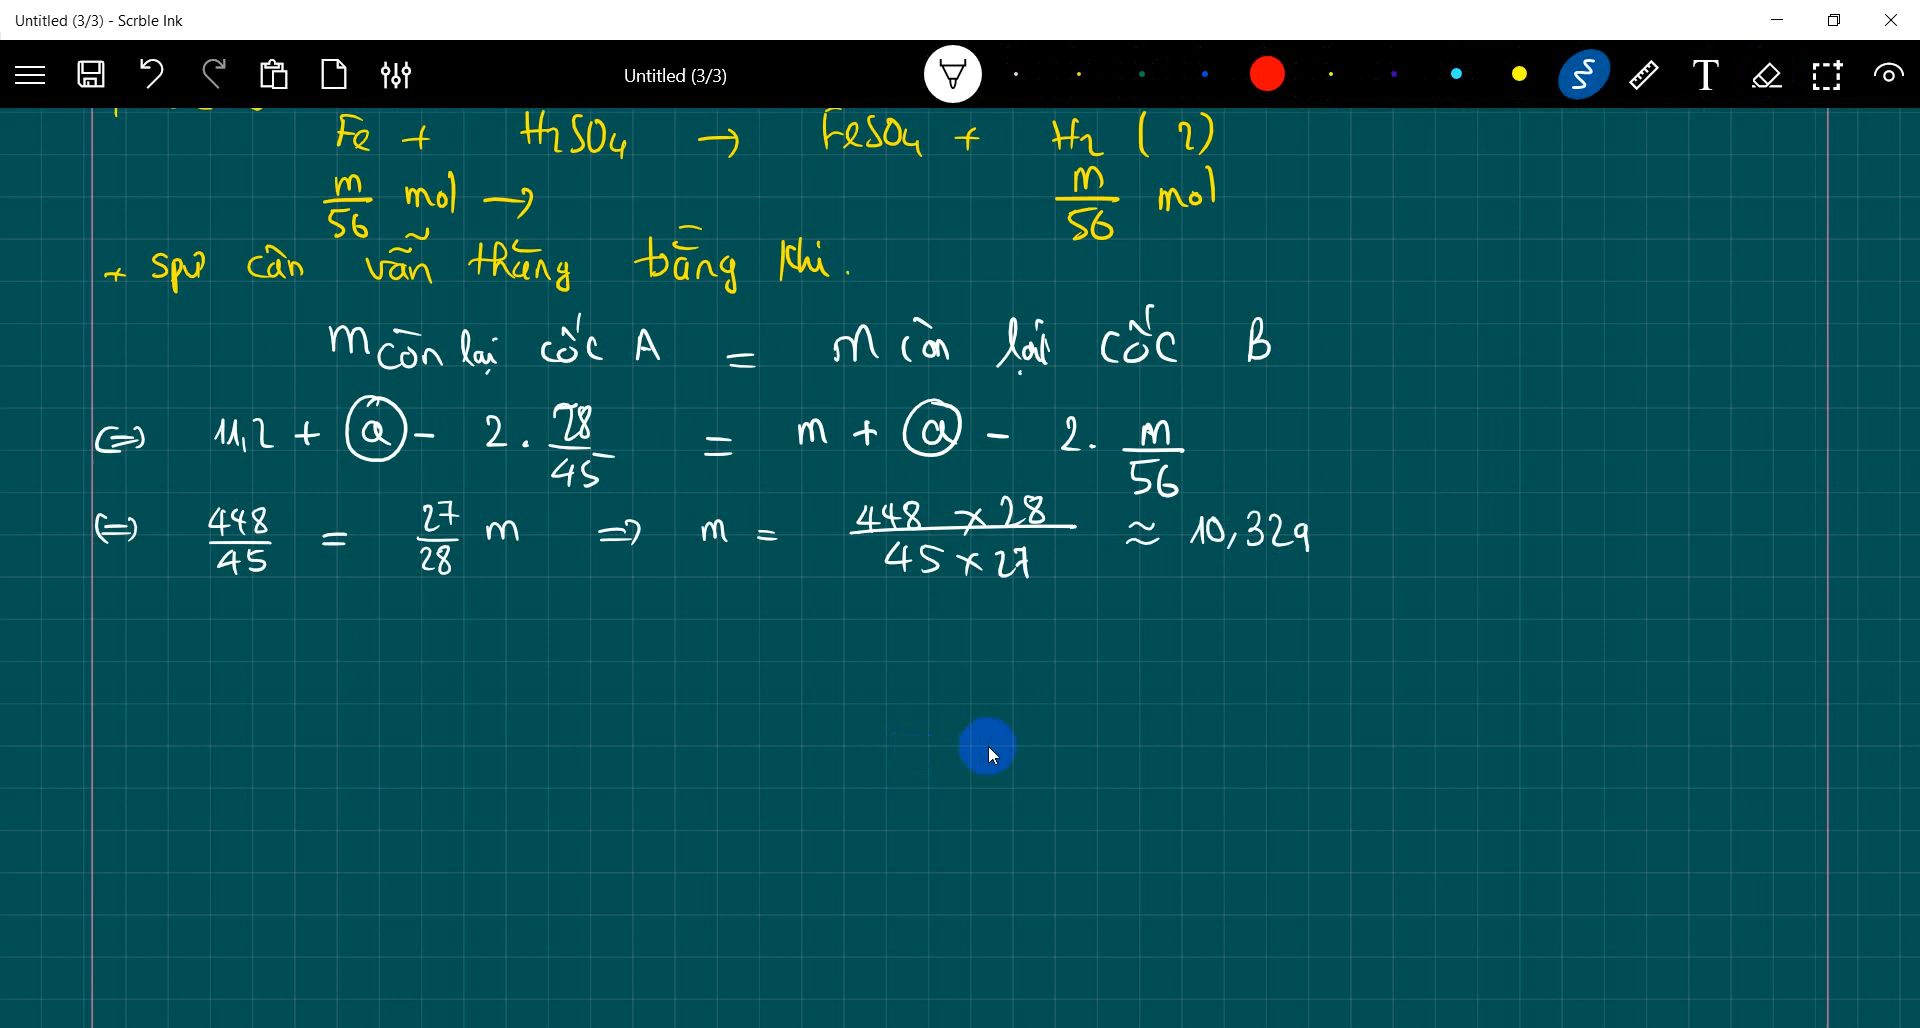 Untitled (3/3) - Scrble Ink
Untitled (3/3)
T
Fe + H2SO4 → FeSO4 + H2 (2)
m/56 mol → m/56 mol
+ spư cân vẫn thăng bằng khi.
m còn lại cốc A = m còn lại cốc B
(=) 11,2 + a - 2. 28/45 = m + a - 2. m/56
(=) 448/45 = 27/28 m => m = 448 x 28 / 45 x 27 ≈ 10,32g